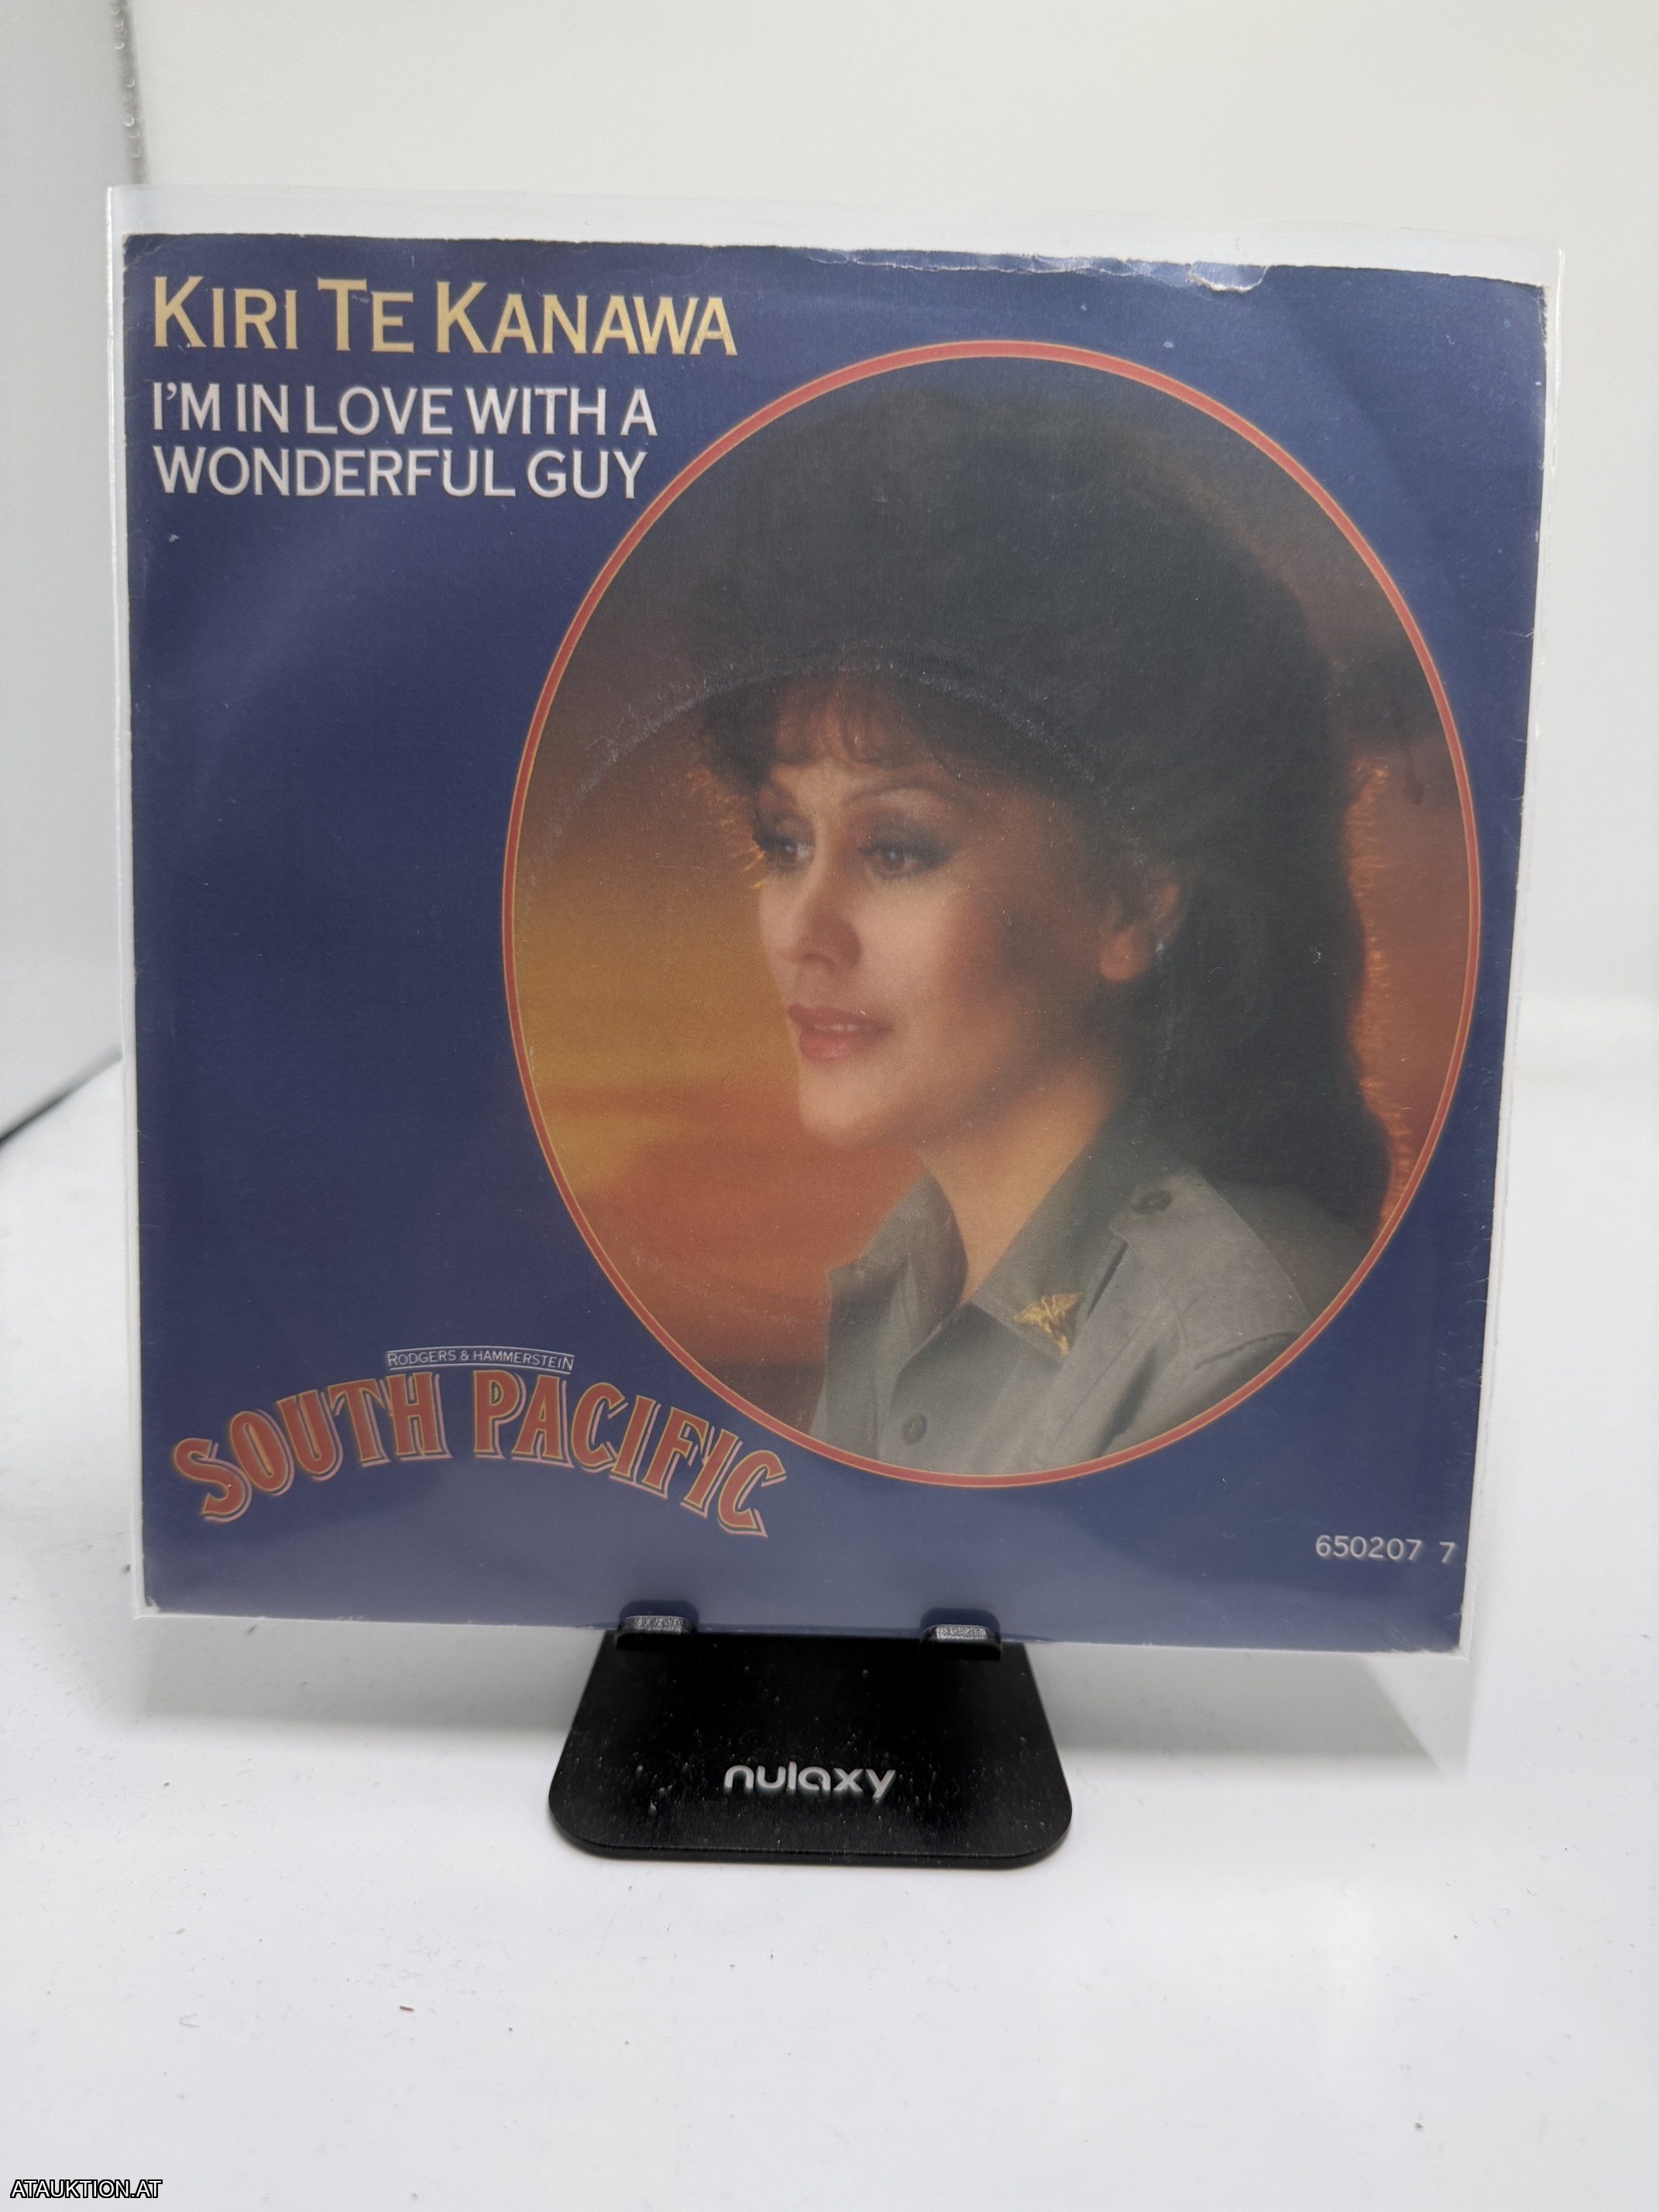 KIRI TE KANAWA
I'M IN LOVE WITH A
WONDERFUL GUY
RODGERS & HAMMERSTEIN
SOUTH PACIFIC
650207 7
nulaxy
ATAUKTION.AT